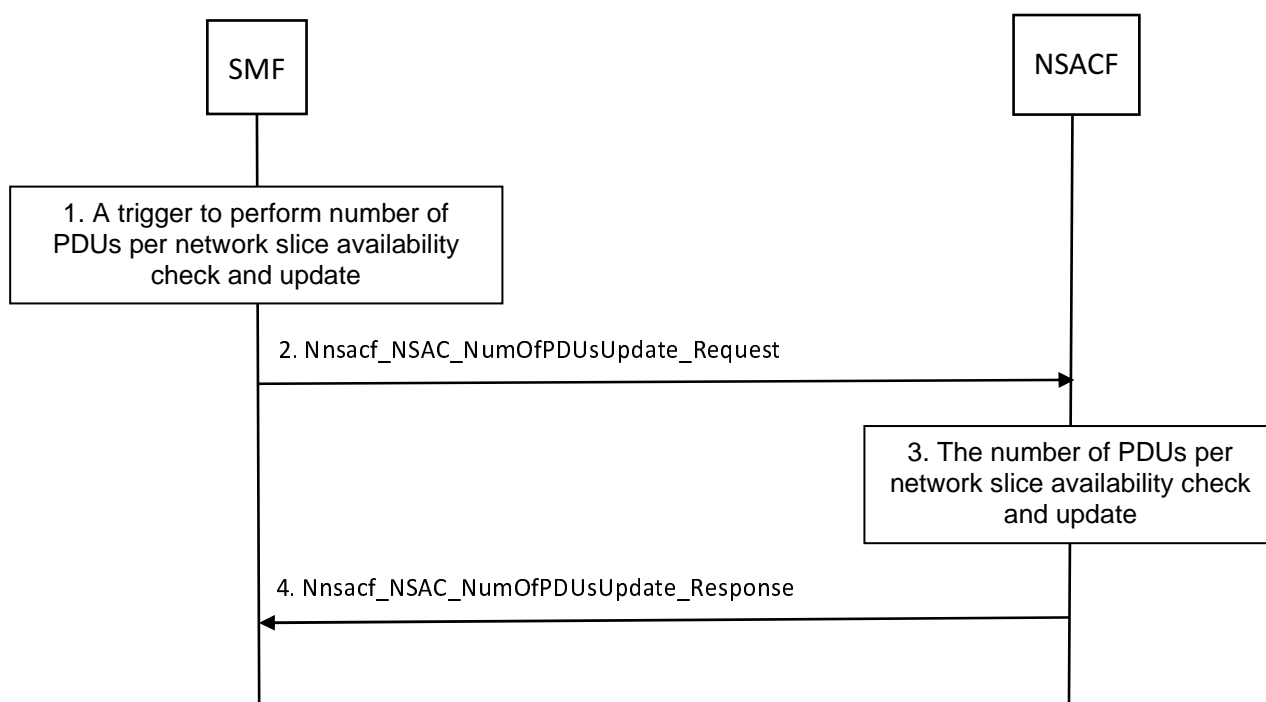 SMF
NSACF
1. A trigger to perform number of
PDUs per network slice availability
check and update
2. Nnsacf_NSAC_NumOfPDUsUpdate_Request
3. The number of PDUs per
network slice availability check
and update
4. Nnsacf_NSAC_NumOfPDUsUpdate_Response